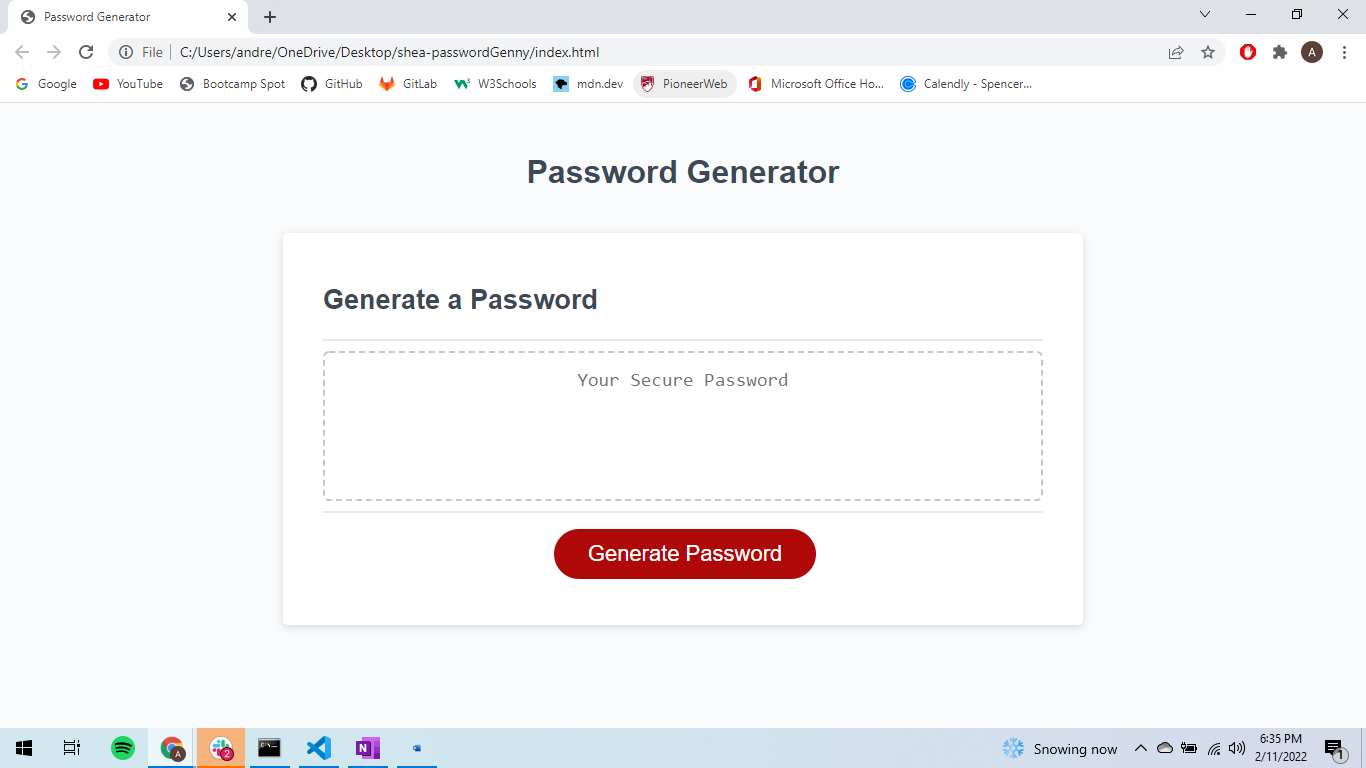 Password Generator
File C:/Users/andre/OneDrive/Desktop/shea-passwordGenny/index.html
A
Google YouTube Bootcamp Spot GitHub GitLab W3Schools mdn.dev PioneerWeb Microsoft Office Ho... Calendly - Spencer...
Password Generator
Generate a Password
Your Secure Password
Generate Password
A 2 N Snowing now 6:35 PM
2/11/2022 1